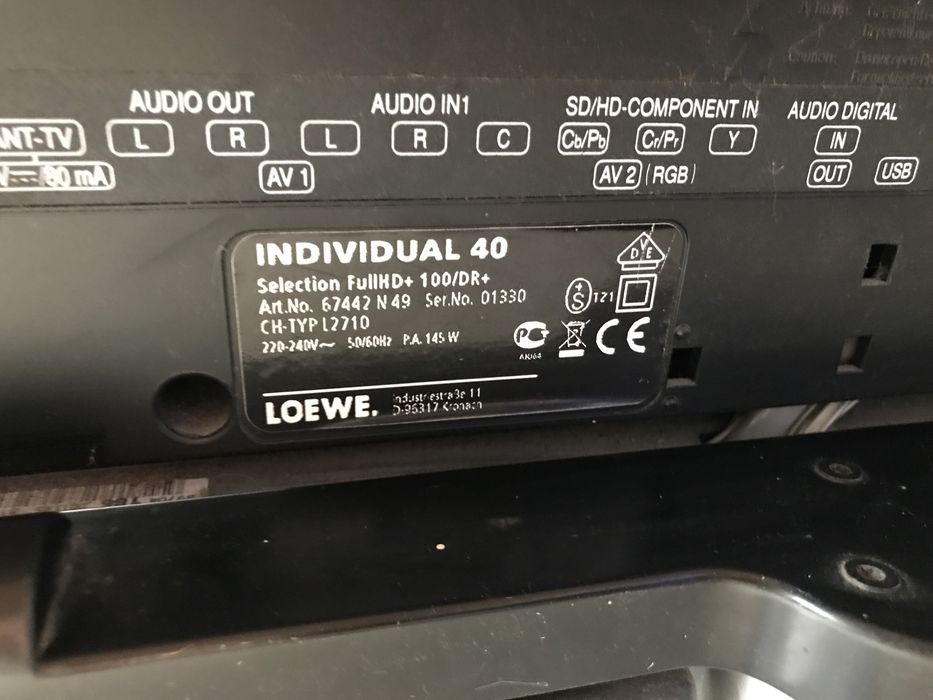 AUDIO OUT AUDIO IN1 SD/HD-COMPONENT IN AUDIO DIGITAL
ANT-TV L R L R C Cb/Pb Cr/Pr Y IN
80 mA AV 1 AV 2 (RGB) OUT USB
INDIVIDUAL 40
Selection FullHD+ 100/DR+
Art.No. 67442 N 49 Ser.No. 01330
CH-TYP L2710
220-240V~ 50/60Hz P.A. 145 W
DVE
S 121
PG CE
LOEWE.
Industriestraße 11
D-96317 Kronach